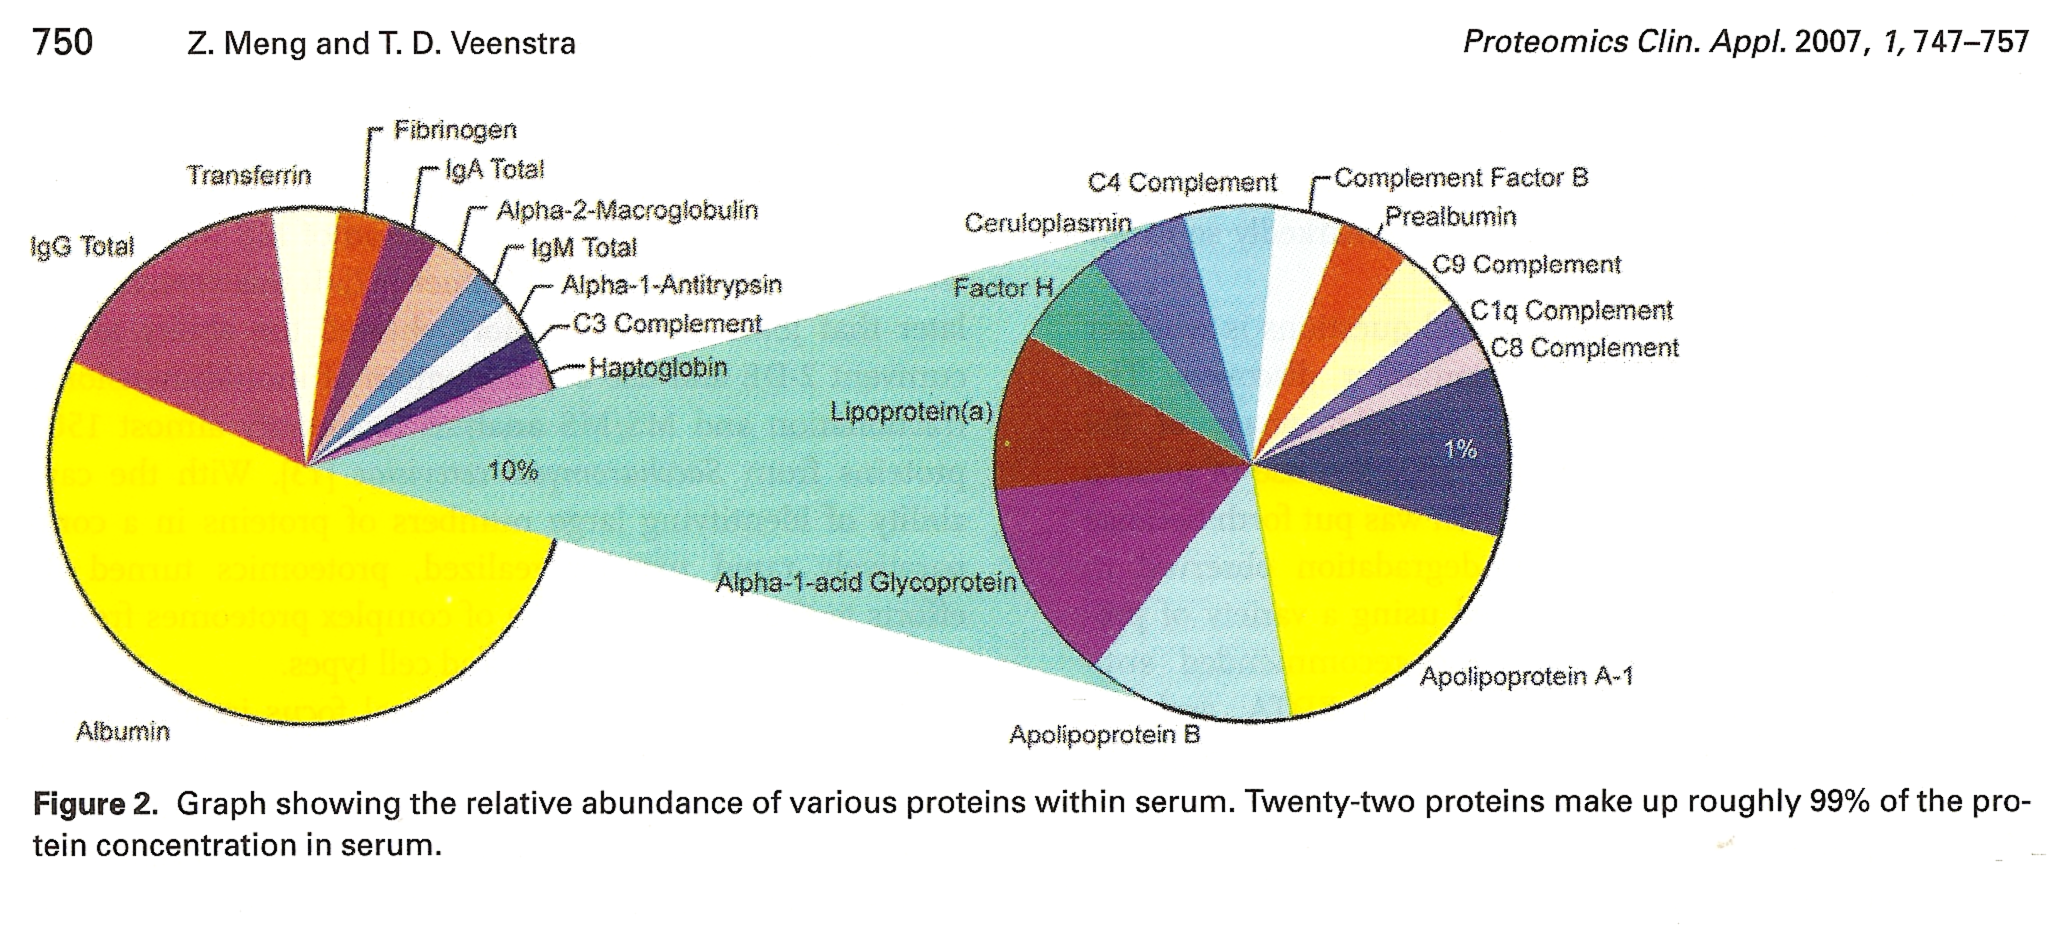 750 Z. Meng and T. D. Veenstra Proteomics Clin. Appl. 2007, 1, 747–757
Fibrinogen
Transferrin
IgA Total
Alpha-2-Macroglobulin
IgG Total
IgM Total
Alpha-1-Antitrypsin
C3 Complement
Haptoglobin
10%
Albumin
C4 Complement
Complement Factor B
Ceruloplasmin
Prealbumin
C9 Complement
Factor H
C1q Complement
C8 Complement
Lipoprotein(a)
1%
Alpha-1-acid Glycoprotein
Apolipoprotein A-1
Apolipoprotein B
Figure 2. Graph showing the relative abundance of various proteins within serum. Twenty-two proteins make up roughly 99% of the pro-
tein concentration in serum.